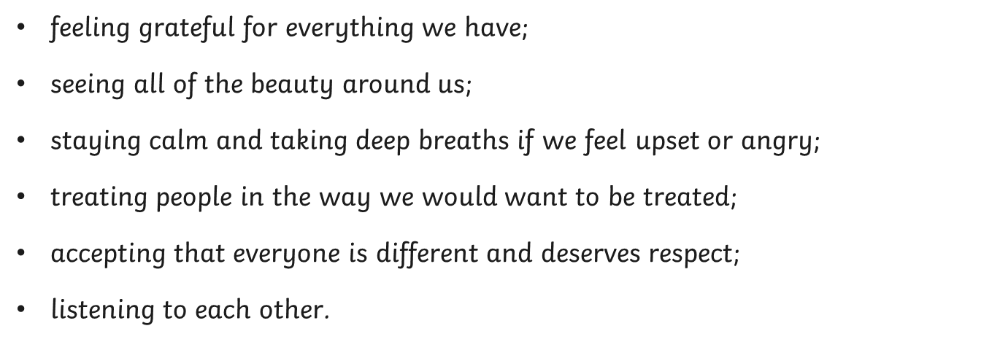 • feeling grateful for everything we have;
• seeing all of the beauty around us;
• staying calm and taking deep breaths if we feel upset or angry;
• treating people in the way we would want to be treated;
• accepting that everyone is different and deserves respect;
• listening to each other.